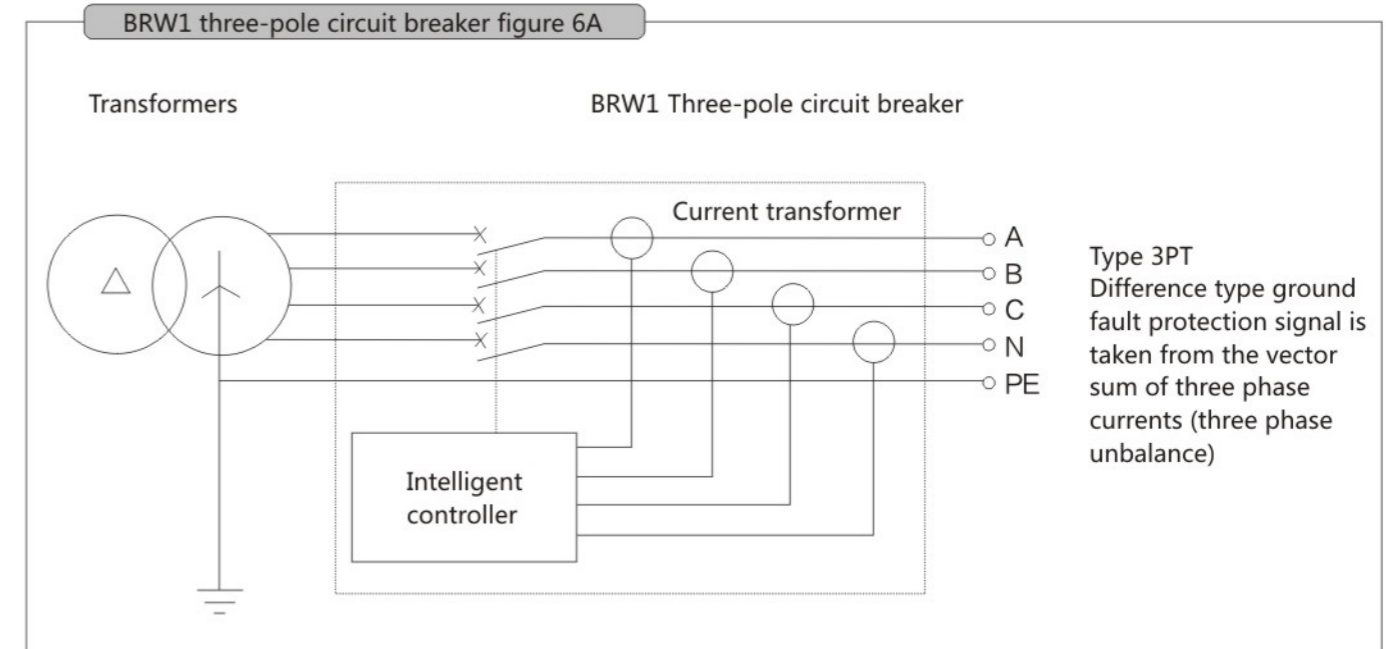 BRW1 three-pole circuit breaker figure 6A
Transformers
BRW1 Three-pole circuit breaker
Current transformer
A
B
C
N
PE
Type 3PT
Difference type ground
fault protection signal is
taken from the vector
sum of three phase
currents (three phase
unbalance)
Intelligent
controller